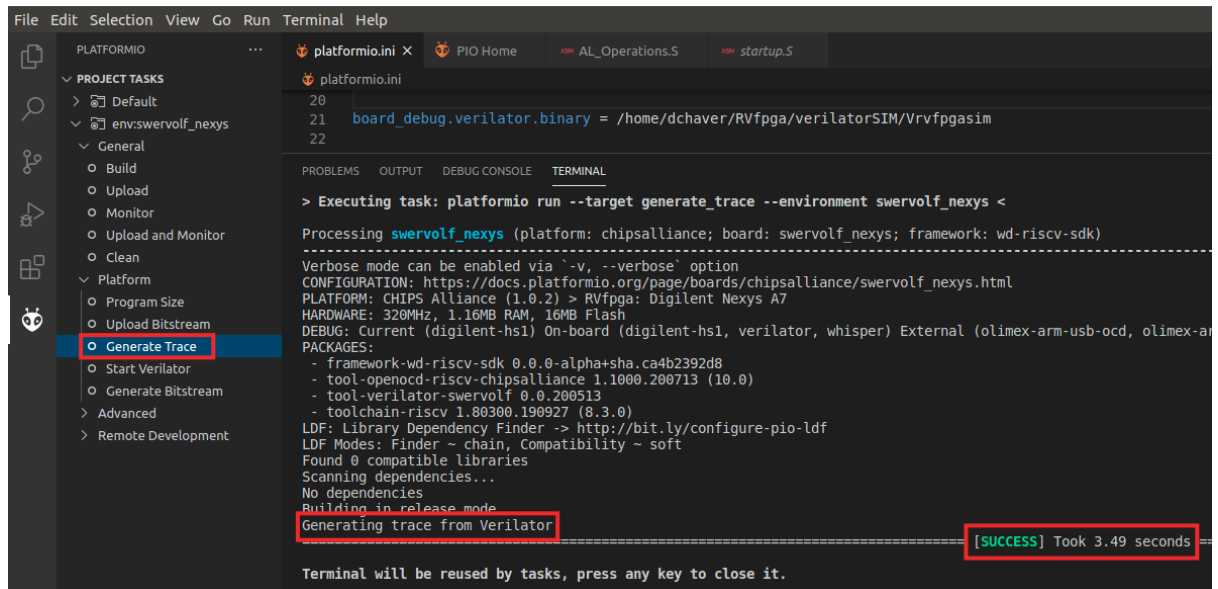 File Edit Selection View Go Run Terminal Help
PLATFORMIO ...
PROJECT TASKS
Default
env:swervolf_nexys
General
Build
Upload
Monitor
Upload and Monitor
Clean
Platform
Program Size
Upload Bitstream
Generate Trace
Start Verilator
Generate Bitstream
Advanced
Remote Development
platformio.ini × PIO Home ASM AL_Operations.S ASM startup.S
platformio.ini
20
21 board_debug.verilator.binary = /home/dchaver/RVfpga/verilatorSIM/Vrvfpgasim
22
PROBLEMS OUTPUT DEBUG CONSOLE TERMINAL
> Executing task: platformio run --target generate_trace --environment swervolf_nexys <
Processing swervolf_nexys (platform: chipsalliance; board: swervolf_nexys; framework: wd-riscv-sdk)
Verbose mode can be enabled via `-v, --verbose` option
CONFIGURATION: https://docs.platformio.org/page/boards/chipsalliance/swervolf_nexys.html
PLATFORM: CHIPS Alliance (1.0.2) > RVfpga: Digilent Nexys A7
HARDWARE: 320MHz, 1.16MB RAM, 16MB Flash
DEBUG: Current (digilent-hs1) On-board (digilent-hs1, verilator, whisper) External (olimex-arm-usb-ocd, olimex-ar
PACKAGES:
- framework-wd-riscv-sdk 0.0.0-alpha+sha.ca4b2392d8
- tool-openocd-riscv-chipsalliance 1.1000.200713 (10.0)
- tool-verilator-swervolf 0.0.200513
- toolchain-riscv 1.80300.190927 (8.3.0)
LDF: Library Dependency Finder -> http://bit.ly/configure-pio-ldf
LDF Modes: Finder ~ chain, Compatibility ~ soft
Found 0 compatible libraries
Scanning dependencies...
No dependencies
Building in release mode
Generating trace from Verilator
[SUCCESS] Took 3.49 seconds
Terminal will be reused by tasks, press any key to close it.